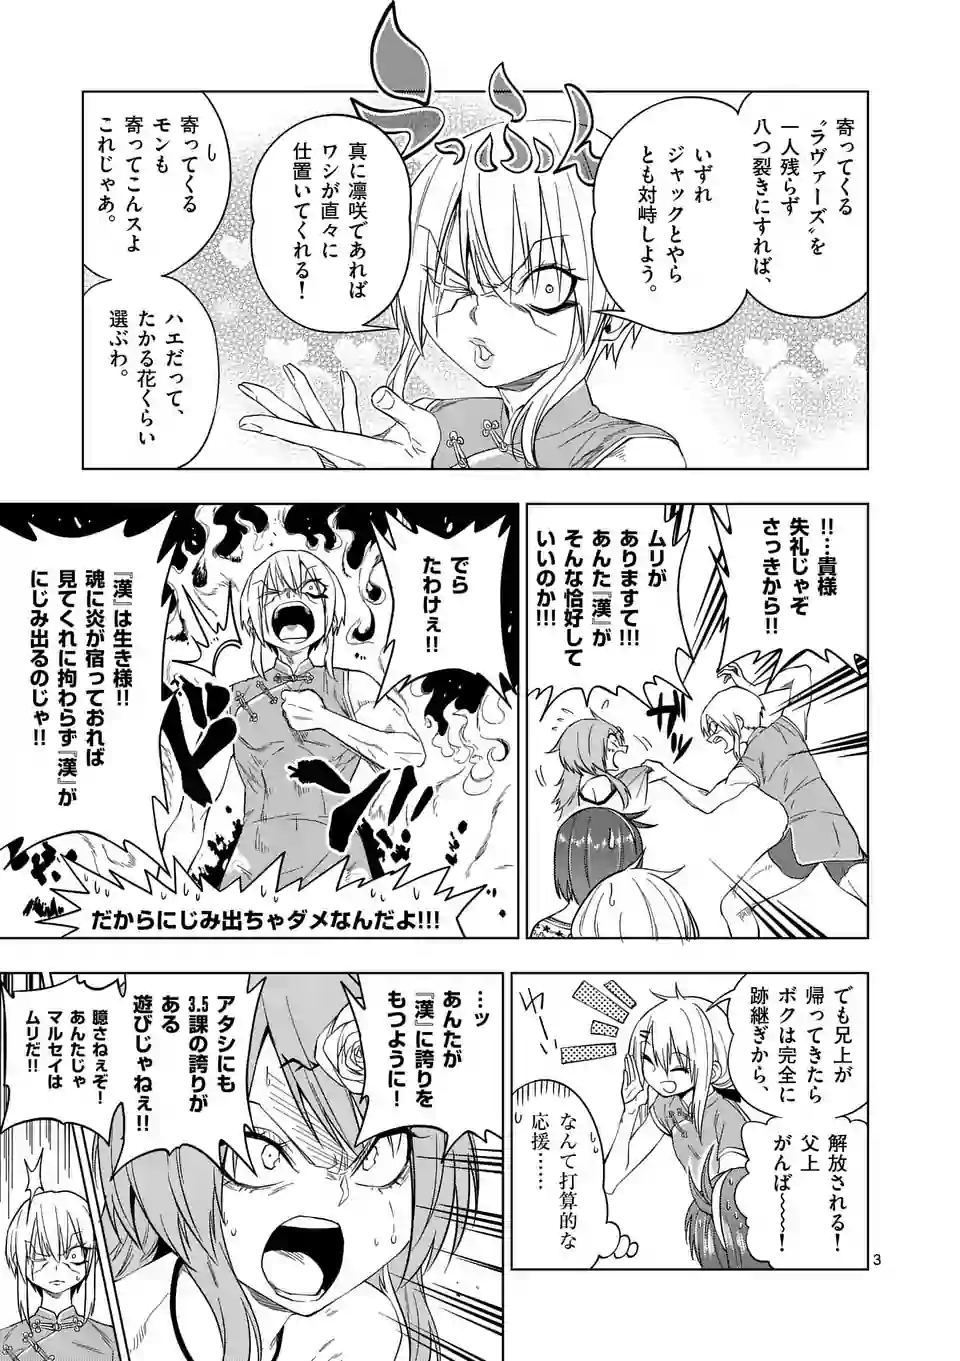 寄ってくる
〝ラヴァーズ〟を
一人残らず
八つ裂きにすれば、
いずれ
ジャックとやら
とも対峙しよう。
真に凛咲であれば
ワシが直々に
仕置いてくれる！
寄ってくる
モンも
寄ってこんスよ
これじゃあ。
ハエだって、
たかる花くらい
選ぶわ。
!!…貴様
失礼じゃぞ
さっきから!!
ムリが
ありますて!!!
あんた『漢』が
そんな恰好して
いいのか!!!
ガッ
でら
たわけぇ!!
『漢』は生き様!!
魂に炎が宿っておれば
見てくれに拘わらず『漢』が
にじみ出るのじゃ!!
だからにじみ出ちゃダメなんだよ!!!
でも兄上が
帰ってきたら
ボクは完全に
跡継ぎから、
解放される！
父上
がんば〜〜〜！
なんて打算的な
応援……
…ッ
あんたが
『漢』に誇りを
もつように！
アタシにも
3.5課の誇りが
ある
遊びじゃねぇ!!
臆さねぇぞ！
あんたじゃ
マルセイは
ムリだ!!
3